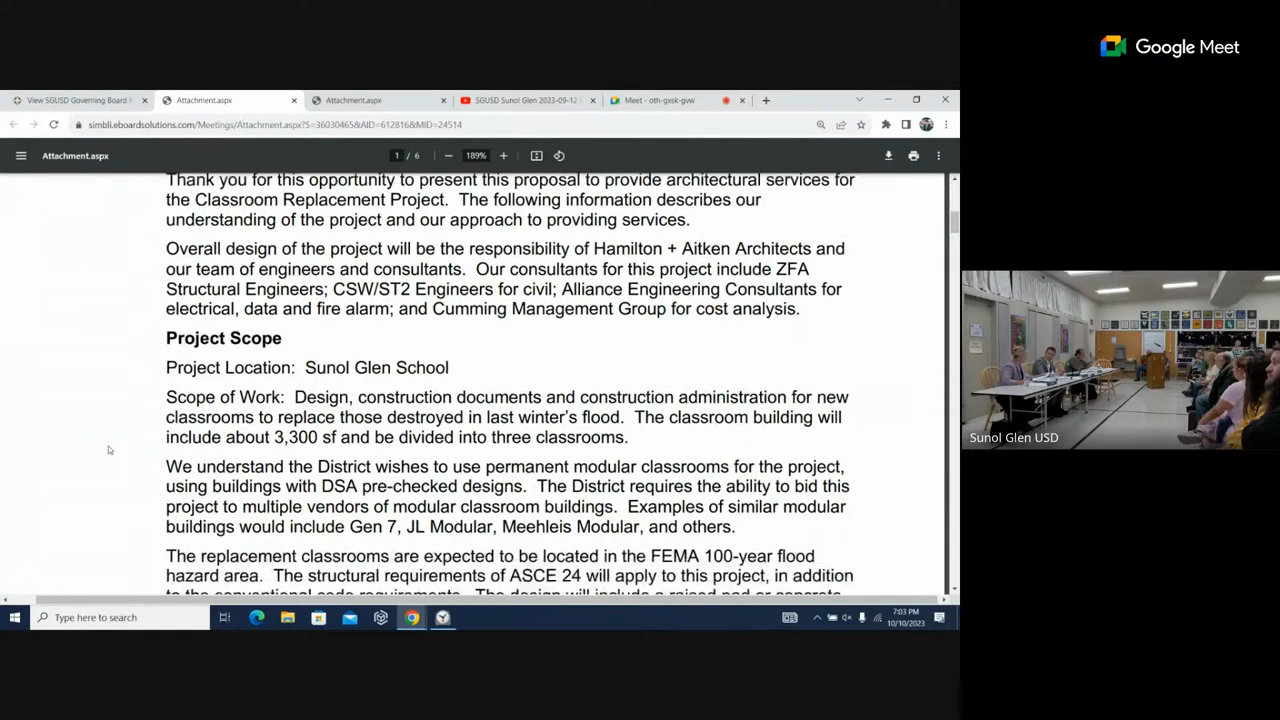 Google Meet
View SGUSD Governing Board
Attachment.aspx
Attachment.aspx
SGUSD Sunol Glen 2023-09-12
Meet - oth-gxsk-gvw
simbli.eboardsolutions.com/Meetings/Attachment.aspx?S=36030465&AID=612816&MID=24514
Attachment.aspx
1 / 6
189%
Thank you for this opportunity to present this proposal to provide architectural services for
the Classroom Replacement Project. The following information describes our
understanding of the project and our approach to providing services.
Overall design of the project will be the responsibility of Hamilton + Aitken Architects and
our team of engineers and consultants. Our consultants for this project include ZFA
Structural Engineers; CSW/ST2 Engineers for civil; Alliance Engineering Consultants for
electrical, data and fire alarm; and Cumming Management Group for cost analysis.
Project Scope
Project Location: Sunol Glen School
Scope of Work: Design, construction documents and construction administration for new
classrooms to replace those destroyed in last winter's flood. The classroom building will
include about 3,300 sf and be divided into three classrooms.
We understand the District wishes to use permanent modular classrooms for the project,
using buildings with DSA pre-checked designs. The District requires the ability to bid this
project to multiple vendors of modular classroom buildings. Examples of similar modular
buildings would include Gen 7, JL Modular, Meehleis Modular, and others.
The replacement classrooms are expected to be located in the FEMA 100-year flood
hazard area. The structural requirements of ASCE 24 will apply to this project, in addition
to the conventional code requirements. The design will include a raised pad or concrete
Sunol Glen USD
Type here to search
7:03 PM
10/10/2023